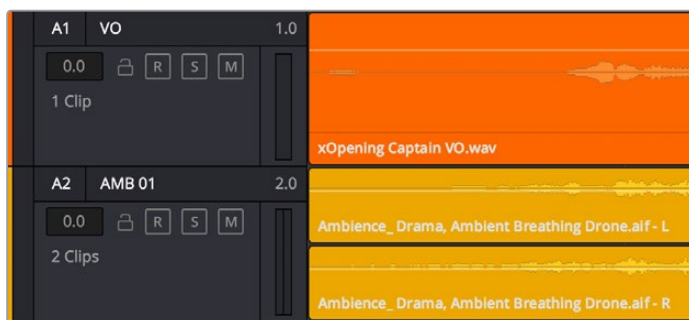 A1 VO 1.0
0.0 R S M
1 Clip
xOpening Captain VO.wav
A2 AMB 01 2.0
0.0 R S M
Ambience_ Drama, Ambient Breathing Drone.aif - L
2 Clips
Ambience_ Drama, Ambient Breathing Drone.aif - R